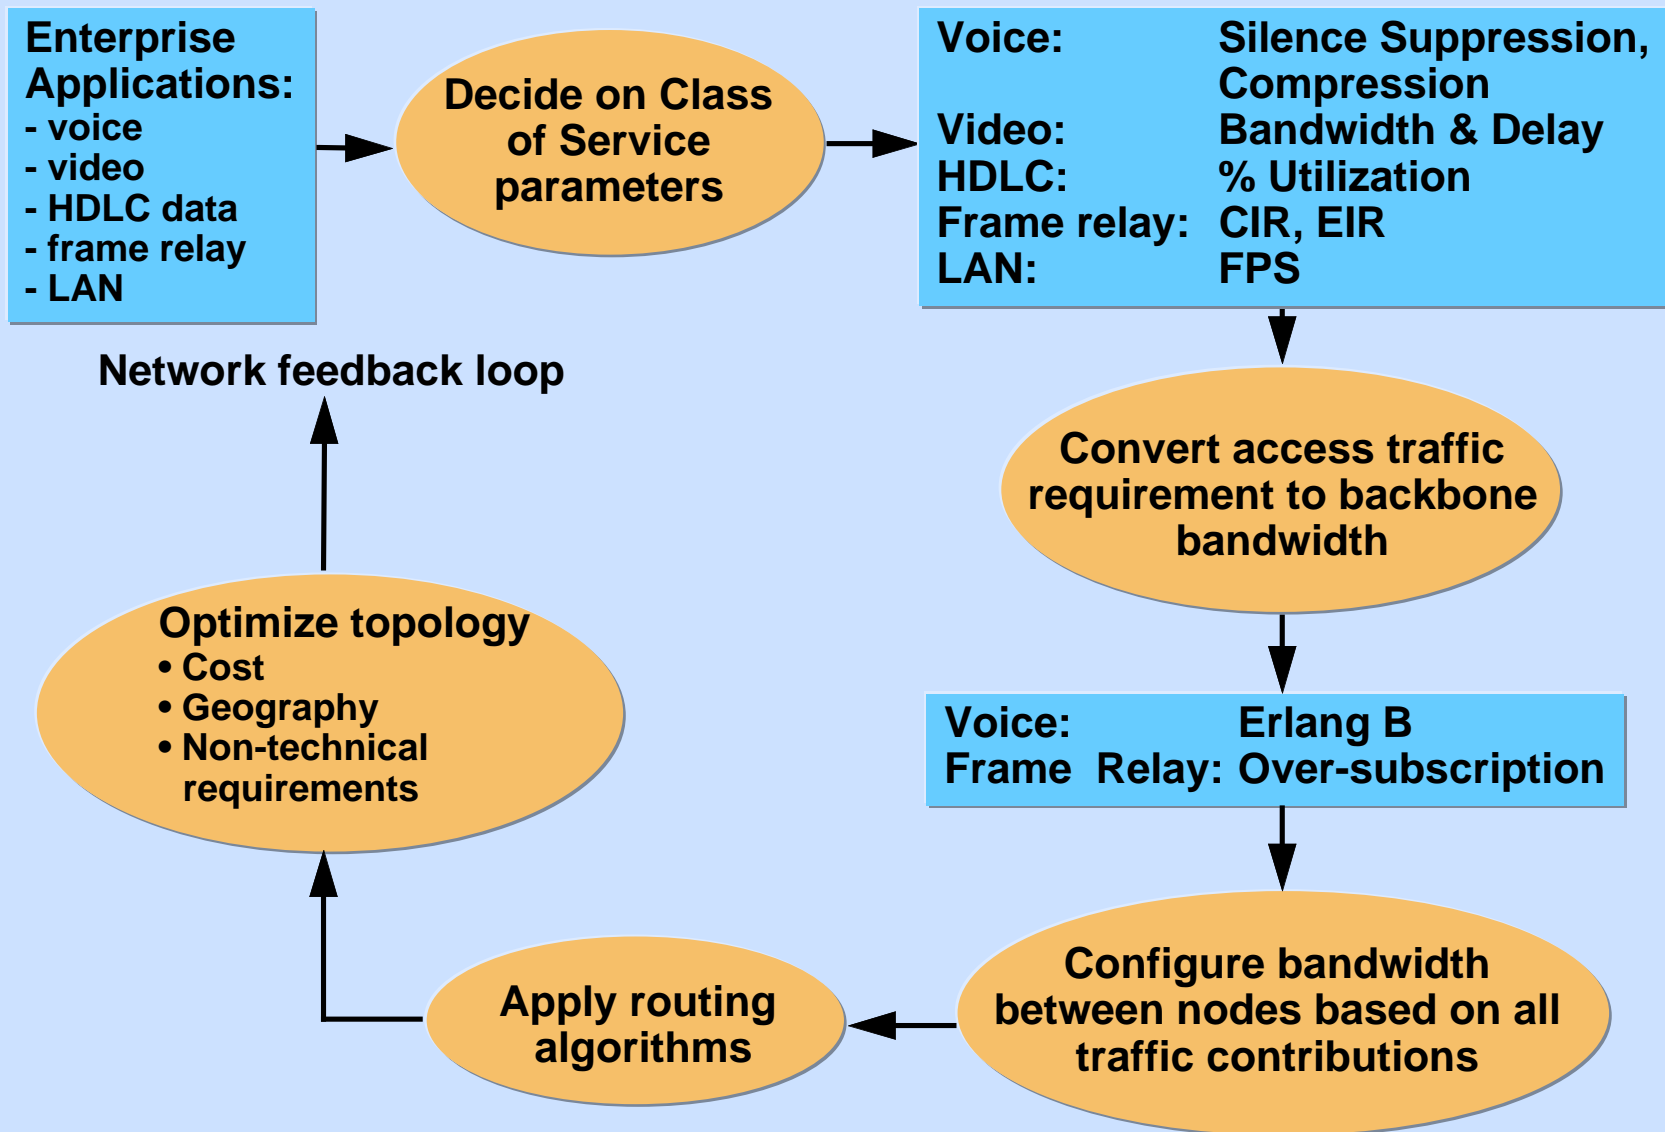 Enterprise
Applications:
- voice
- video
- HDLC data
- frame relay
- LAN
Decide on Class
of Service
parameters
Voice: Silence Suppression,
Compression
Video: Bandwidth & Delay
HDLC: % Utilization
Frame relay: CIR, EIR
LAN: FPS
Convert access traffic
requirement to backbone
bandwidth
Voice: Erlang B
Frame Relay: Over-subscription
Configure bandwidth
between nodes based on all
traffic contributions
Apply routing
algorithms
Optimize topology
• Cost
• Geography
• Non-technical
requirements
Network feedback loop